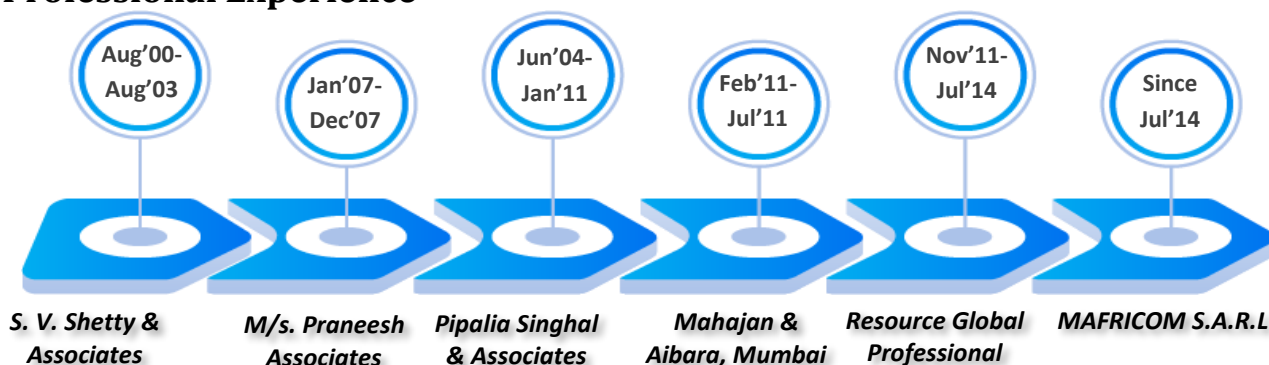 Professional Experience
Aug’00-
Aug’03
Jan’07-
Dec’07
Jun’04-
Jan’11
Feb’11-
Jul’11
Nov’11-
Jul’14
Since
Jul’14
S. V. Shetty &
Associates
M/s. Praneesh
Associates
Pipalia Singhal
& Associates
Mahajan &
Aibara, Mumbai
Resource Global
Professional
MAFRICOM S.A.R.L